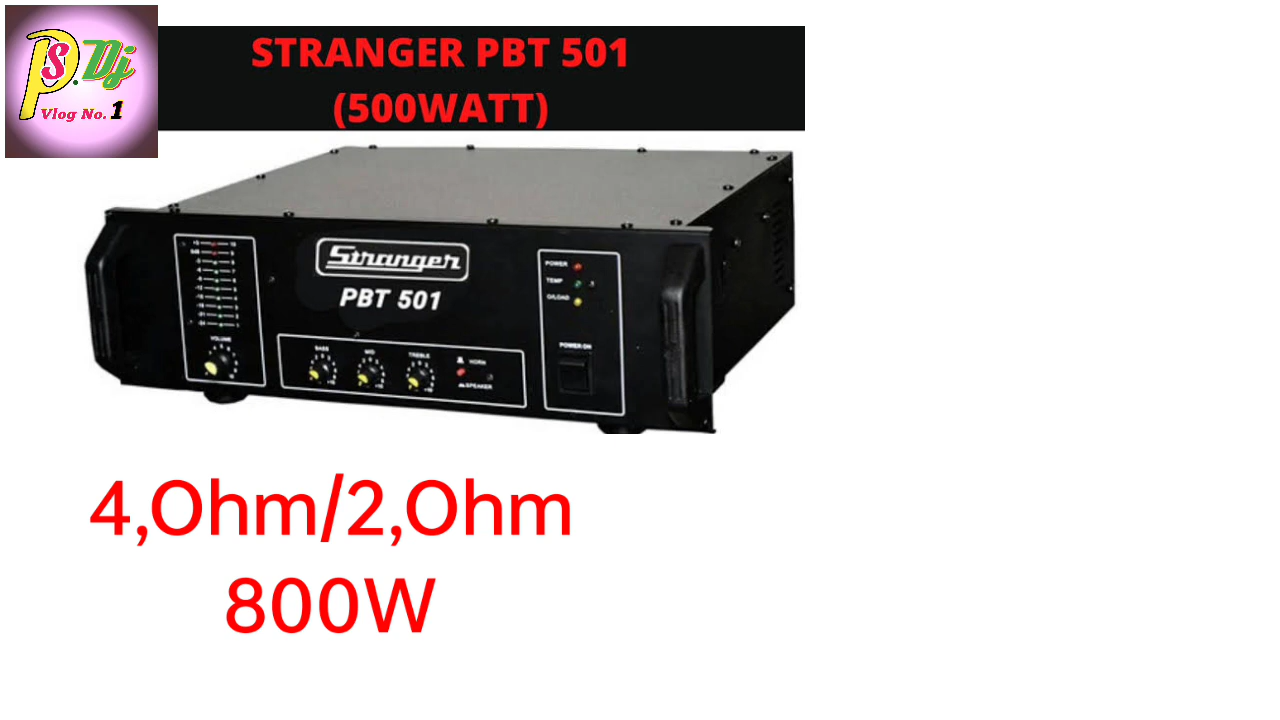 PS.Dj
Vlog No. 1
STRANGER PBT 501
(500WATT)
Stranger
PBT 501
VOLUME
BASS
MID
TREBLE
HORN
SPEAKER
POWER
TEMP
O/LOAD
POWER ON
4,Ohm/2,Ohm
800W